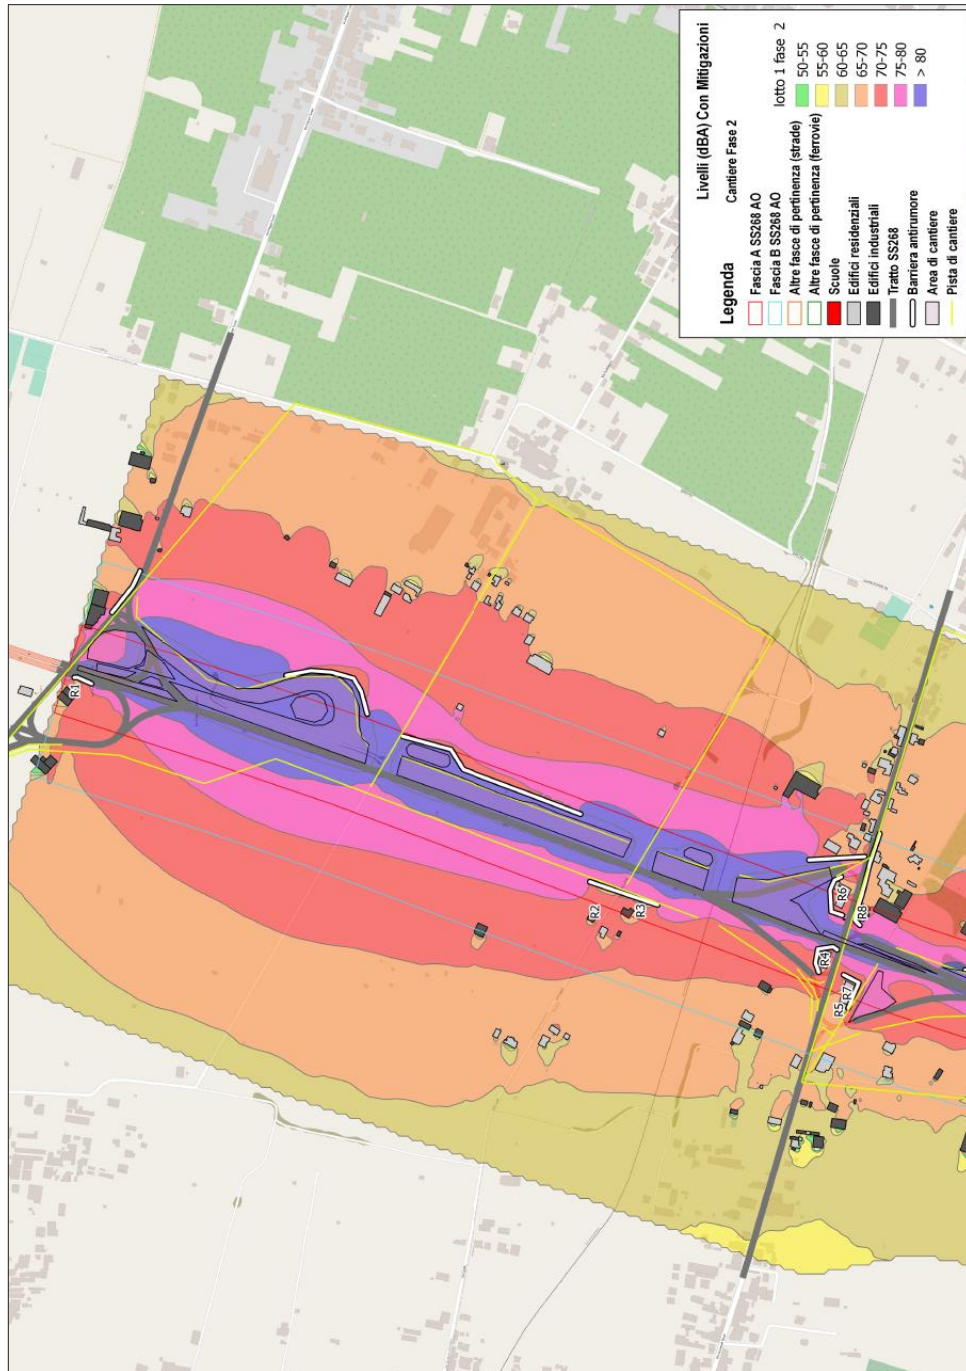 Livelli (dBA) Con Mitigazioni
Cantiere Fase 2
Legenda
Fascia A SS268 AO
Fascia B SS268 AO
Altre fasce di pertinenza (strade)
Altre fasce di pertinenza (ferrovie)
Scuole
Edifici residenziali
Edifici industriali
Tratto SS268
Barriera antirumore
Area di cantiere
Pista di cantiere
lotto 1 fase 2
50-55
55-60
60-65
65-70
70-75
75-80
> 80
R1
R2
R3
R4
R5
R7
R6
R8